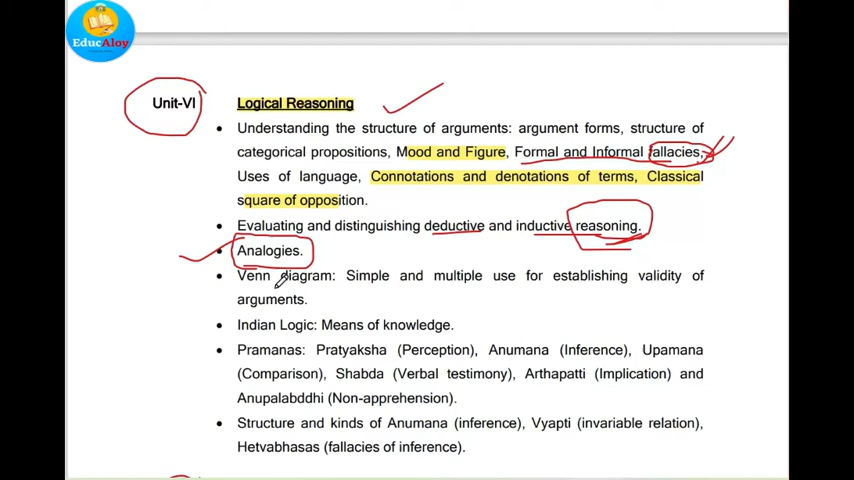 EducAloy
Unit-VI Logical Reasoning
• Understanding the structure of arguments: argument forms, structure of
categorical propositions, Mood and Figure, Formal and Informal fallacies,
Uses of language, Connotations and denotations of terms, Classical
square of opposition.
• Evaluating and distinguishing deductive and inductive reasoning.
• Analogies.
• Venn diagram: Simple and multiple use for establishing validity of
arguments.
• Indian Logic: Means of knowledge.
• Pramanas: Pratyaksha (Perception), Anumana (Inference), Upamana
(Comparison), Shabda (Verbal testimony), Arthapatti (Implication) and
Anupalabddhi (Non-apprehension).
• Structure and kinds of Anumana (inference), Vyapti (invariable relation),
Hetvabhasas (fallacies of inference).